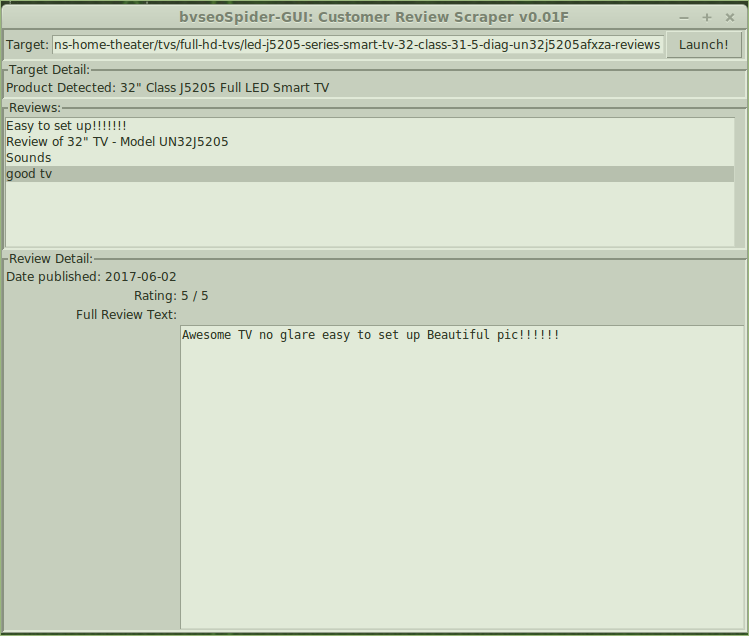 bvseoSpider-GUI: Customer Review Scraper v0.01F
Target: ns-home-theater/tvs/full-hd-tvs/led-j5205-series-smart-tv-32-class-31-5-diag-un32j5205afxza-reviews Launch!
Target Detail:
Product Detected: 32" Class J5205 Full LED Smart TV
Reviews:
Easy to set up!!!!!!!
Review of 32" TV - Model UN32J5205
Sounds
good tv
Review Detail:
Date published: 2017-06-02
Rating: 5 / 5
Full Review Text:
Awesome TV no glare easy to set up Beautiful pic!!!!!!